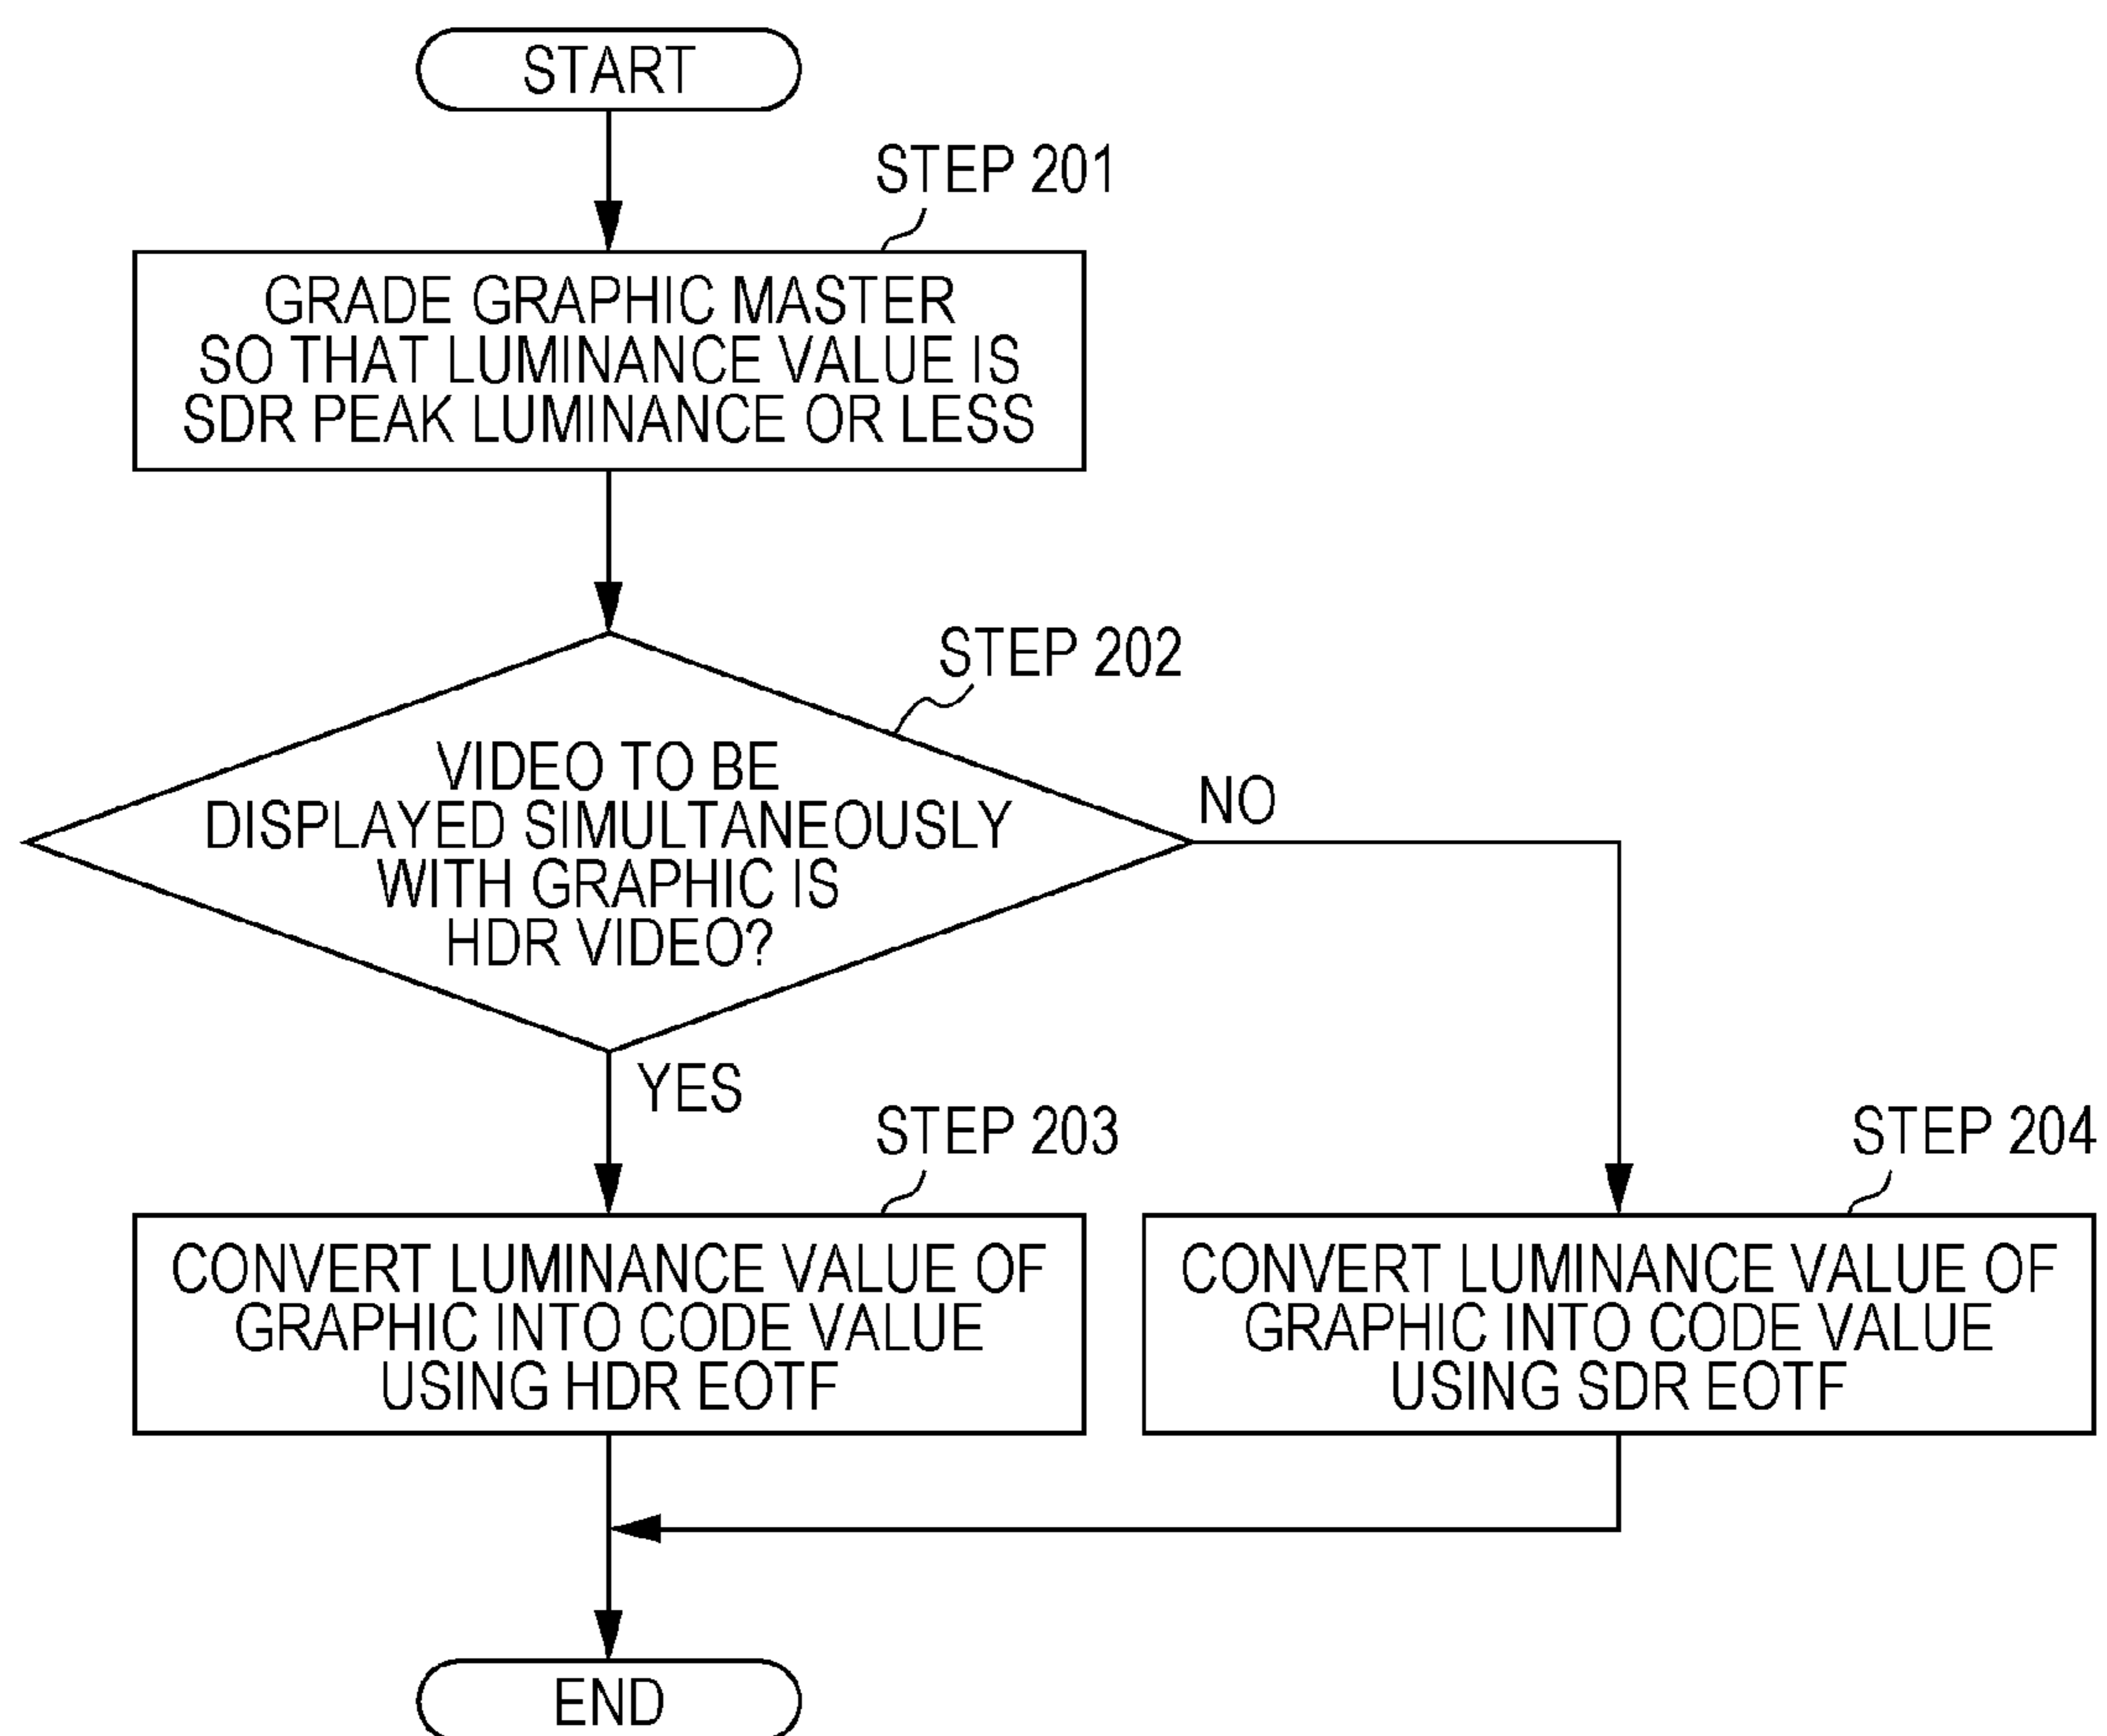 START
STEP 201
GRADE GRAPHIC MASTER
SO THAT LUMINANCE VALUE IS
SDR PEAK LUMINANCE OR LESS
STEP 202
VIDEO TO BE
DISPLAYED SIMULTANEOUSLY
WITH GRAPHIC IS
HDR VIDEO?
NO
YES
STEP 203
CONVERT LUMINANCE VALUE OF
GRAPHIC INTO CODE VALUE
USING HDR EOTF
STEP 204
CONVERT LUMINANCE VALUE OF
GRAPHIC INTO CODE VALUE
USING SDR EOTF
END